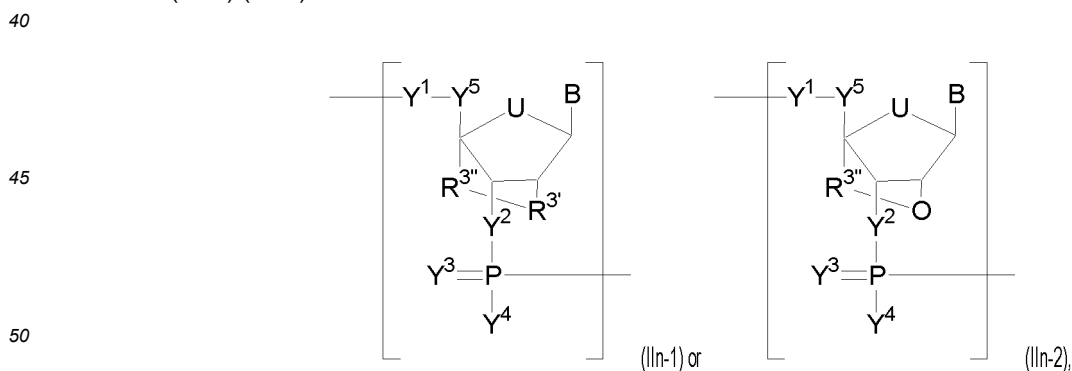 40
Y1 Y5 B Y1 Y5 B
U U
45
R3" R3' R3" O
Y2 Y2
Y3=P Y3=P
Y4 Y4
50
(IIn-1) or (IIn-2),